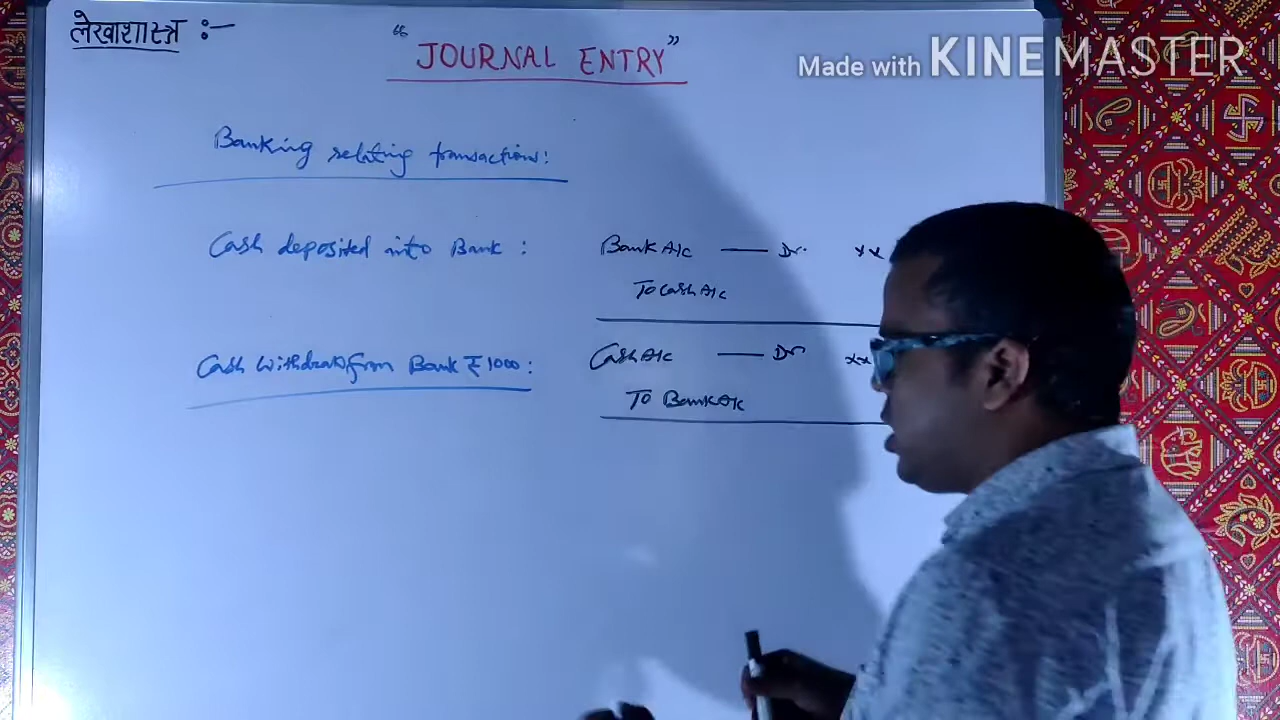 लेखाशास्त्र :-
"JOURNAL ENTRY"
Made with KINEMASTER
Banking relating transactions:
Cash deposited into Bank :
Bank A/c —— Dr. xx
To Cash A/c
Cash Withdraw from Bank ₹ 1000 :
Cash A/c —— Dr xx
To Bank A/c